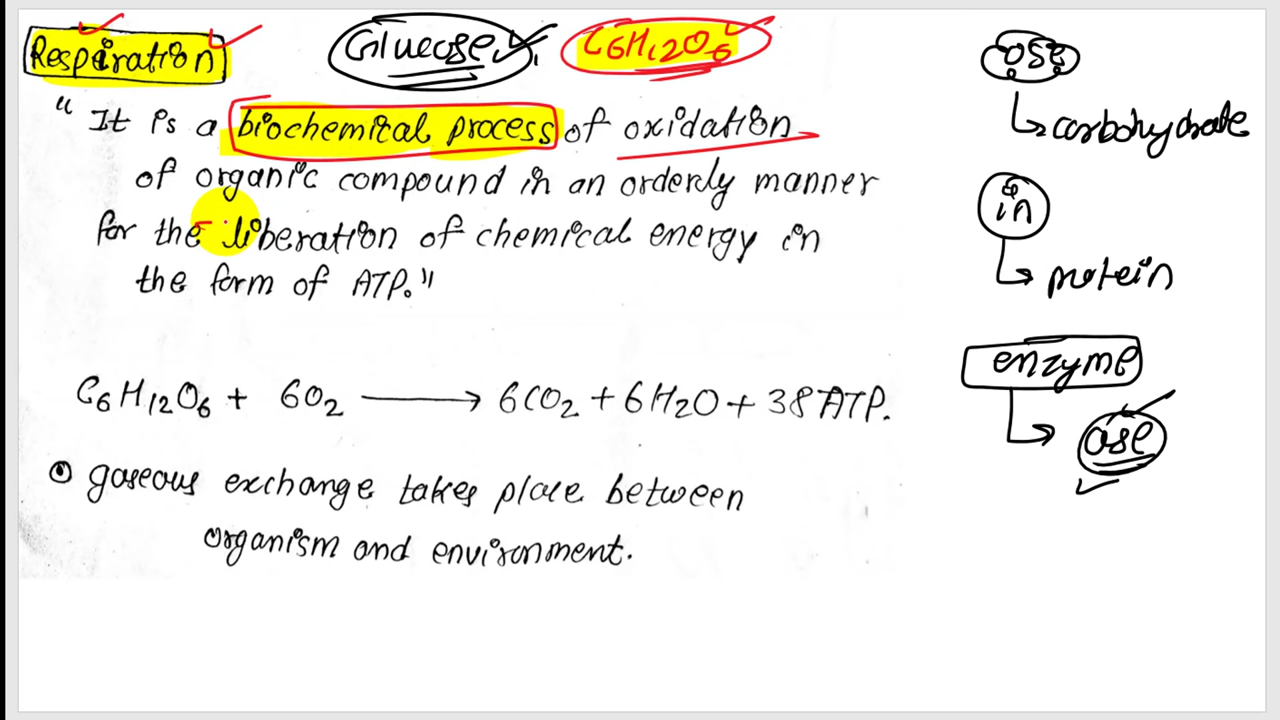 Respiration
Glucose, C6H12O6
"It is a biochemical process of oxidation
of organic compound in an orderly manner
for the liberation of chemical energy in
the form of ATP."
C6H12O6 + 6O2 → 6CO2 + 6H2O + 38 ATP.
gaseous exchange takes place between
organism and environment.
ose
carbohydrate
in
protein
enzyme
ase